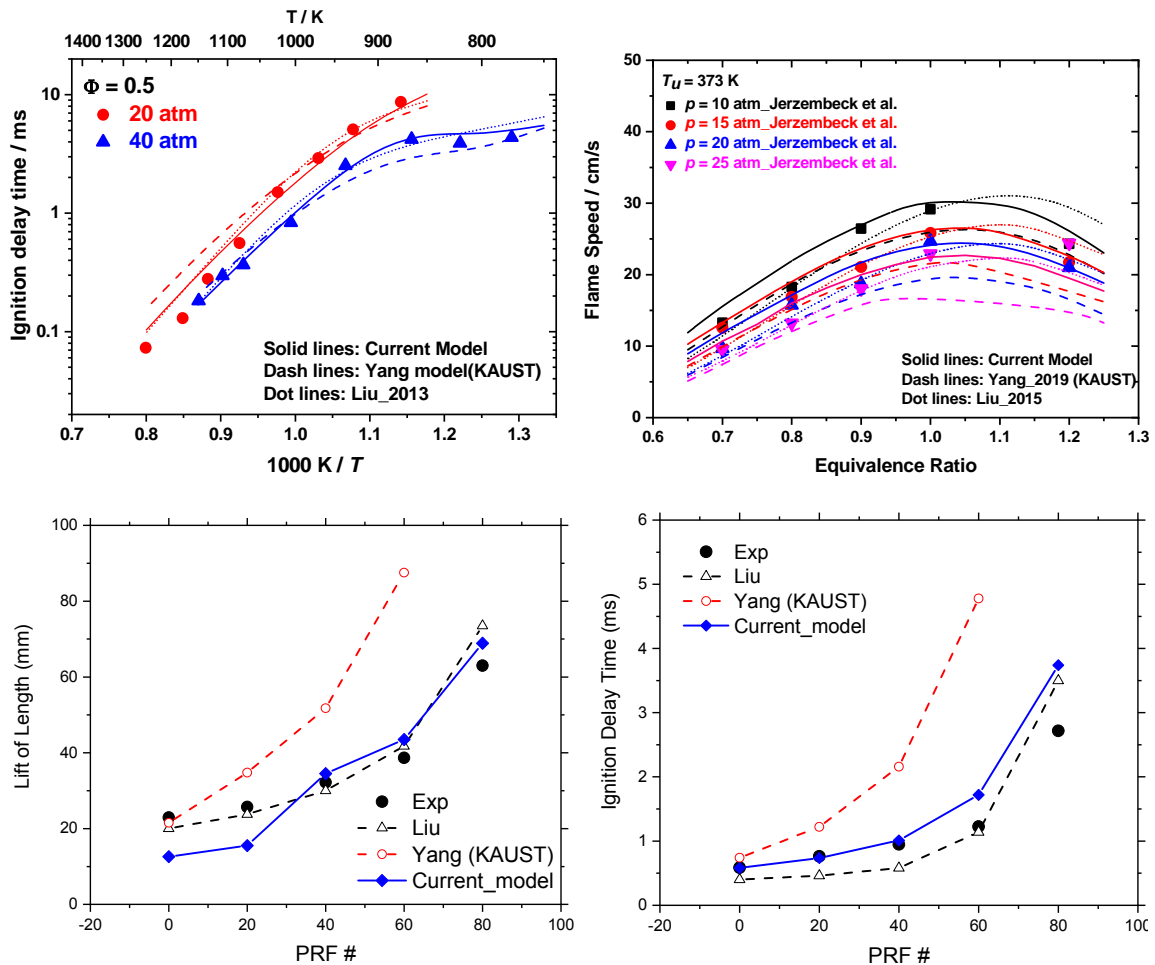 T / K
1400 1300 1200 1100 1000 900 800
Φ = 0.5
20 atm
40 atm
10
1
0.1
Ignition delay time / ms
Solid lines: Current Model
Dash lines: Yang model(KAUST)
Dot lines: Liu_2013
0.7 0.8 0.9 1.0 1.1 1.2 1.3
1000 K / T
Tu = 373 K
p = 10 atm_Jerzembeck et al.
p = 15 atm_Jerzembeck et al.
p = 20 atm_Jerzembeck et al.
p = 25 atm_Jerzembeck et al.
50
40
30
20
10
0
Flame Speed / cm/s
Solid lines: Current Model
Dash lines: Yang_2019 (KAUST)
Dot lines: Liu_2015
0.6 0.7 0.8 0.9 1.0 1.1 1.2 1.3
Equivalence Ratio
100
80
60
40
20
0
Lift of Length (mm)
Exp
Liu
Yang (KAUST)
Current_model
-20 0 20 40 60 80 100
PRF #
6
5
4
3
2
1
0
Ignition Delay Time (ms)
Exp
Liu
Yang (KAUST)
Current_model
-20 0 20 40 60 80 100
PRF #